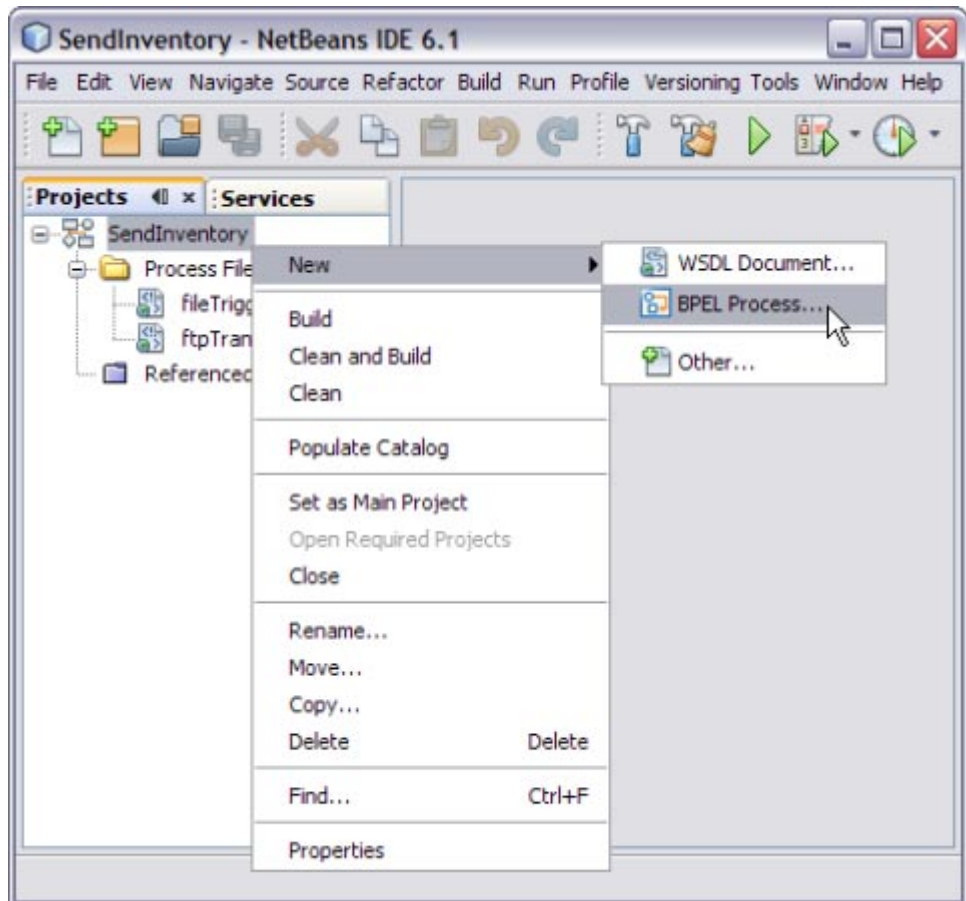 SendInventory - NetBeans IDE 6.1
File Edit View Navigate Source Refactor Build Run Profile Versioning Tools Window Help
Projects
Services
SendInventory
Process File
fileTrigg
ftpTran
Referenced
New
Build
Clean and Build
Clean
Populate Catalog
Set as Main Project
Open Required Projects
Close
Rename...
Move...
Copy...
Delete Delete
Find... Ctrl+F
Properties
WSDL Document...
BPEL Process...
Other...